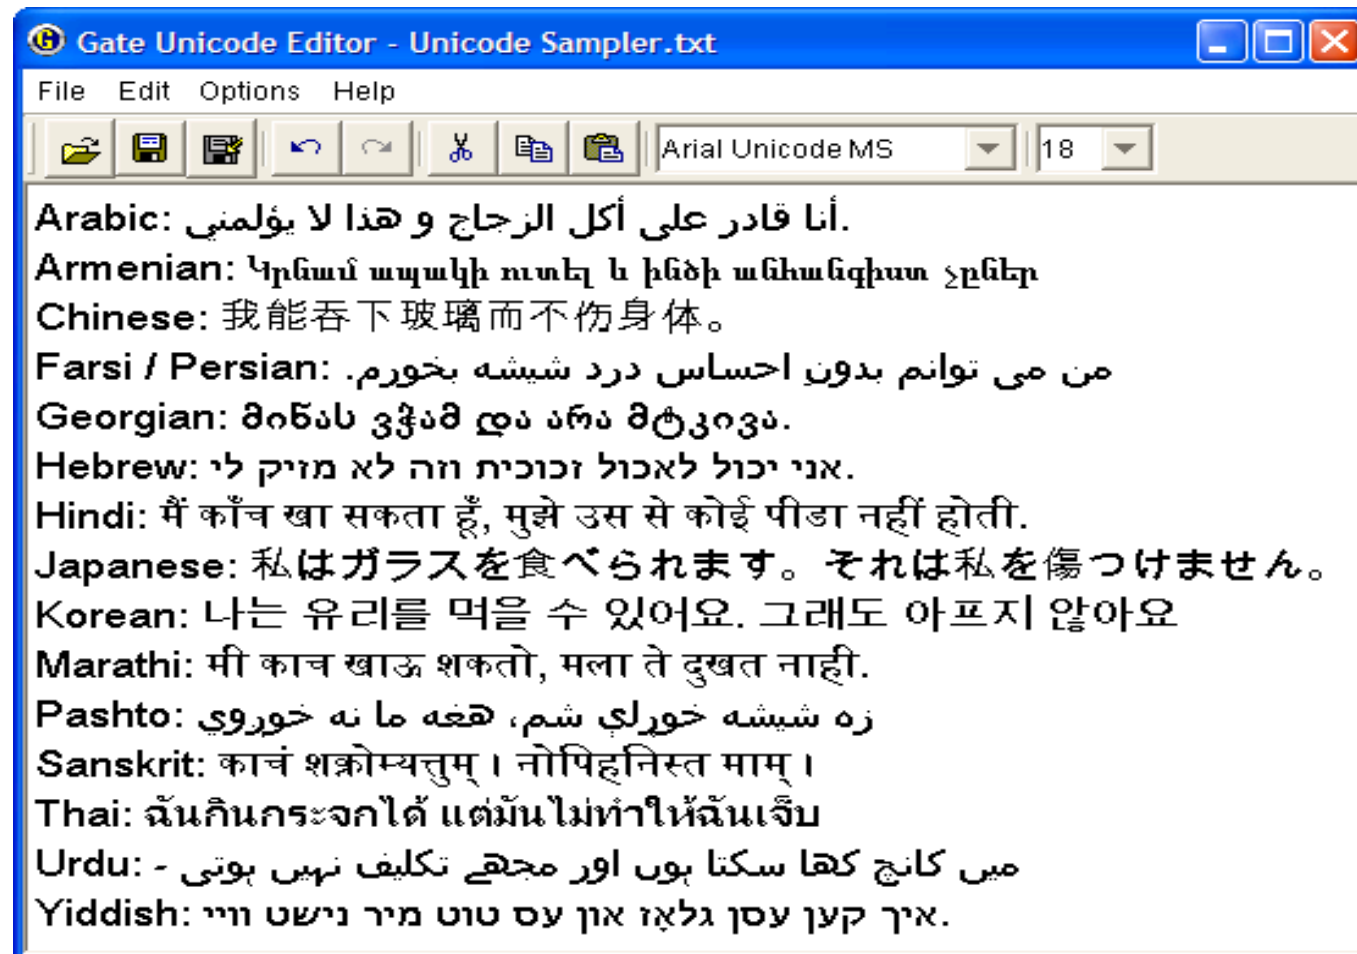 Gate Unicode Editor - Unicode Sampler.txt
File Edit Options Help
Arial Unicode MS 18
Arabic: أنا قادر على أكل الزجاج و هذا لا يؤلمني.
Armenian: Կրնամ ապակի ուտել և ինծի անհանգիստ չըներ
Chinese: 我能吞下玻璃而不伤身体。
Farsi / Persian: .من می توانم بدونِ احساس درد شيشه بخورم
Georgian: მინას ვჭამ და არა მტკივა.
Hebrew: אני יכול לאכול זכוכית וזה לא מזיק לי.
Hindi: मैं काँच खा सकता हूँ, मुझे उस से कोई पीडा नहीं होती.
Japanese: 私はガラスを食べられます。それは私を傷つけません。
Korean: 나는 유리를 먹을 수 있어요. 그래도 아프지 않아요
Marathi: मी काच खाऊ शकतो, मला ते दुखत नाही.
Pashto: زه شيشه خوړلې شم، هغه ما نه خوږوي
Sanskrit: काचं शक्नोम्यत्तुम् । नोपहिनस्ति माम् ।
Thai: ฉันกินกระจกได้ แต่มันไม่ทำให้ฉันเจ็บ
Urdu: میں کانچ کھا سکتا ہوں اور مجھے تکلیف نہیں ہوتی -
Yiddish: איך קען עסן גלאָז און עס טוט מיר נישט װײ.